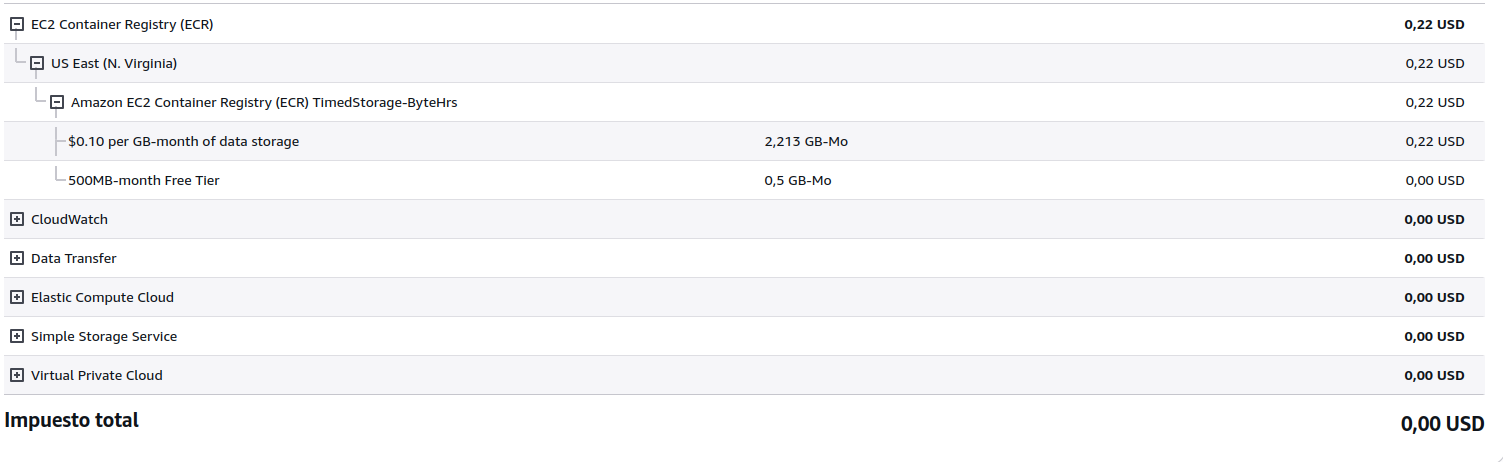 EC2 Container Registry (ECR) 0,22 USD
US East (N. Virginia) 0,22 USD
Amazon EC2 Container Registry (ECR) TimedStorage-ByteHrs 0,22 USD
$0.10 per GB-month of data storage 2,213 GB-Mo 0,22 USD
500MB-month Free Tier 0,5 GB-Mo 0,00 USD
CloudWatch 0,00 USD
Data Transfer 0,00 USD
Elastic Compute Cloud 0,00 USD
Simple Storage Service 0,00 USD
Virtual Private Cloud 0,00 USD
Impuesto total 0,00 USD